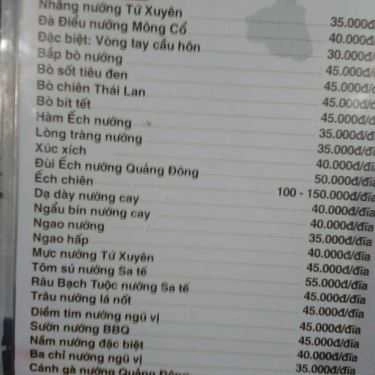 Nhắng nướng Tứ Xuyên 35.000đ
Đà Điểu nướng Mông Cổ 40.000đ
Đặc biệt: Vòng tay cầu hôn 30.000đ/
Bắp bò nướng 45.000đ/
Bò sốt tiêu đen 45.000đ/
Bò chiên Thái Lan 45.000đ/
Bò bít tết 45.000đ/
Hàm Ếch nướng 35.000đ/
Lòng tràng nướng 35.000đ/
Xúc xích 40.000đ/
Đùi Ếch nướng Quảng Đông 50.000đ/đĩa
Ếch chiên 100 - 150.000đ/đĩa
Dạ dày nướng cay 40.000đ/đĩa
Ngẩu bín nướng cay 40.000đ/đĩa
Ngao nướng 35.000đ/đĩa
Ngao hấp 40.000đ/đĩa
Mực nướng Tứ Xuyên 45.000đ/đĩa
Tôm sú nướng Sa tế 55.000đ/đĩa
Râu Bạch Tuộc nướng Sa tế 45.000đ/đĩa
Trâu nướng lá nốt 45.000đ/đĩa
Diềm tim nướng ngũ vị 45.000đ/đĩa
Sườn nướng BBQ 45.000đ/đĩa
Nầm nướng đặc biệt 40.000đ/đĩa
Ba chỉ nướng ngũ vị 35.000đ/đĩa
Cánh gà nướng Quảng Đông